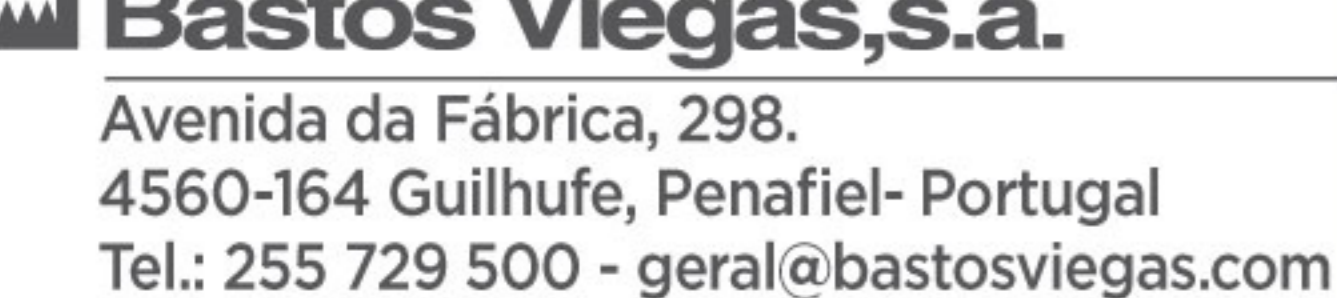 Bastos Viegas,s.a.
Avenida da Fábrica, 298.
4560-164 Guilhufe, Penafiel- Portugal
Tel.: 255 729 500 - geral@bastosviegas.com